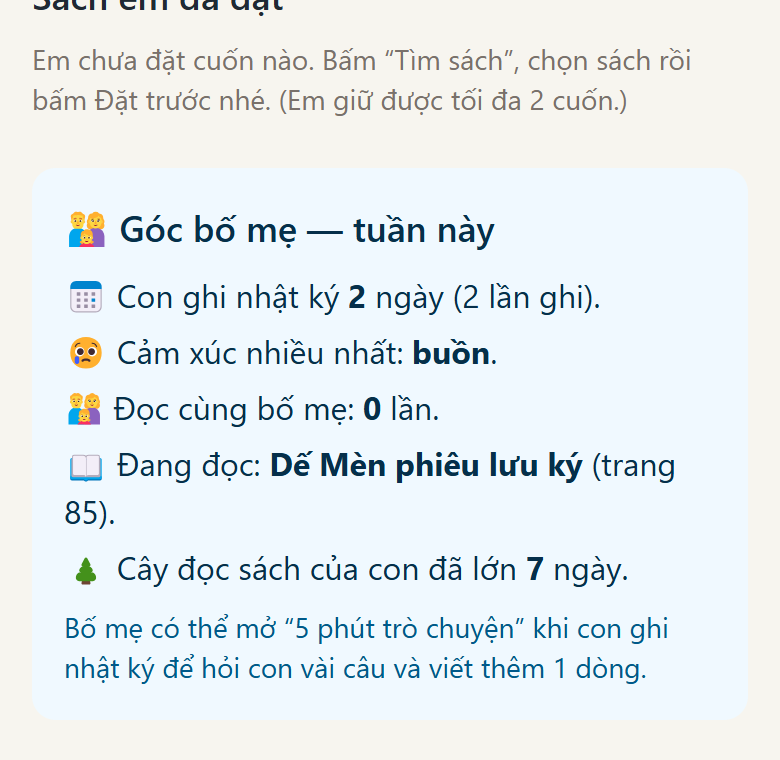 Sách em đã đặt
Em chưa đặt cuốn nào. Bấm “Tìm sách”, chọn sách rồi
bấm Đặt trước nhé. (Em giữ được tối đa 2 cuốn.)
Góc bố mẹ — tuần này
Con ghi nhật ký 2 ngày (2 lần ghi).
Cảm xúc nhiều nhất: buồn.
Đọc cùng bố mẹ: 0 lần.
Đang đọc: Dế Mèn phiêu lưu ký (trang
85).
Cây đọc sách của con đã lớn 7 ngày.
Bố mẹ có thể mở “5 phút trò chuyện” khi con ghi
nhật ký để hỏi con vài câu và viết thêm 1 dòng.